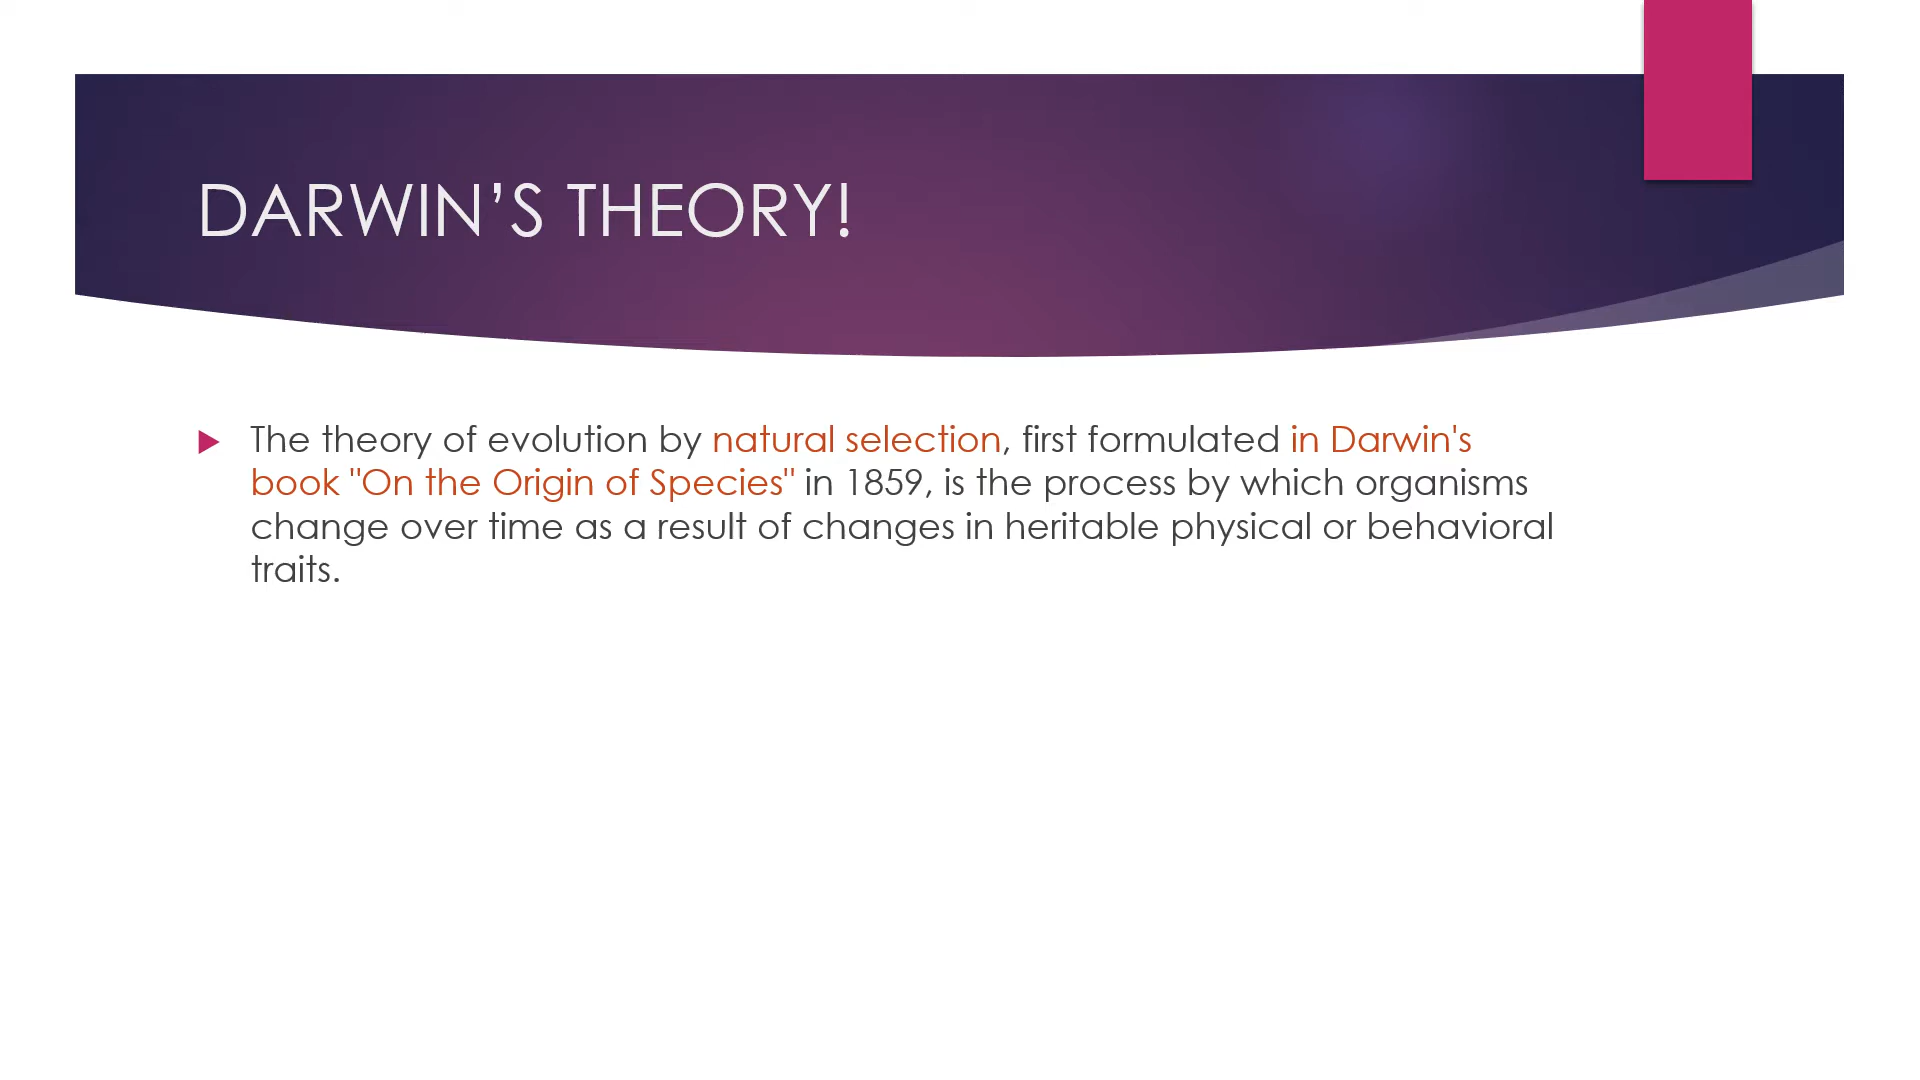 DARWIN’S THEORY!
The theory of evolution by natural selection, first formulated in Darwin's
book "On the Origin of Species" in 1859, is the process by which organisms
change over time as a result of changes in heritable physical or behavioral
traits.